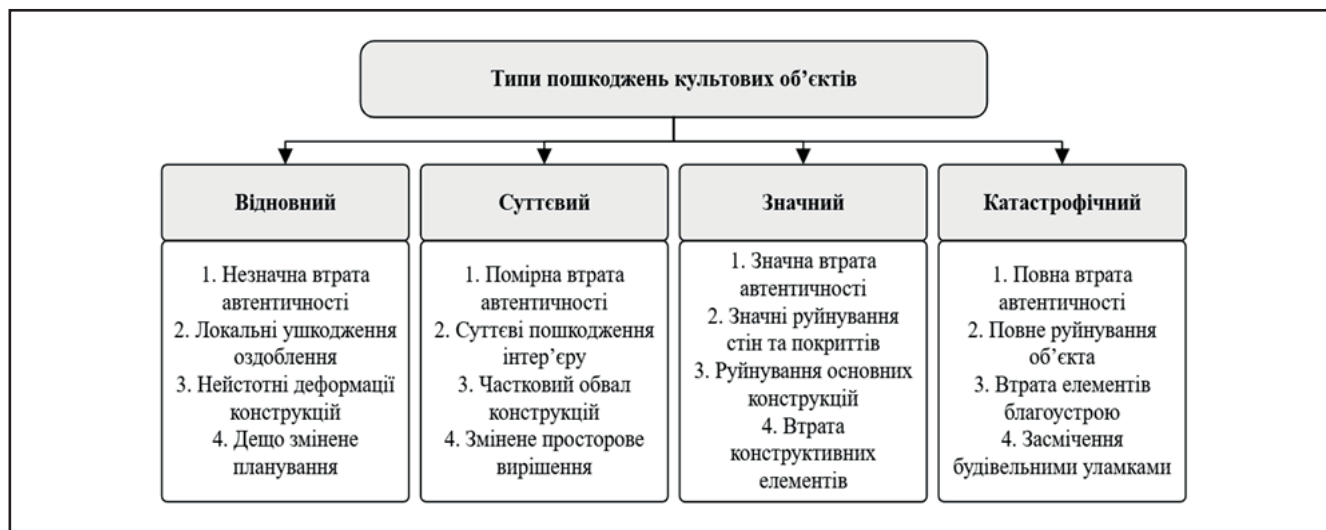 Типи пошкоджень культових об’єктів
Відновний
1. Незначна втрата
автентичності
2. Локальні ушкодження
оздоблення
3. Нейстотні деформації
конструкцій
4. Дещо змінене
планування
Суттєвий
1. Помірна втрата
автентичності
2. Суттєві пошкодження
інтер’єру
3. Частковий обвал
конструкцій
4. Змінене просторове
вирішення
Значний
1. Значна втрата
автентичності
2. Значні руйнування
стін та покриттів
3. Руйнування основних
конструкцій
4. Втрата
конструктивних
елементів
Катастрофічний
1. Повна втрата
автентичності
2. Повне руйнування
об’єкта
3. Втрата елементів
благоустрою
4. Засмічення
будівельними уламками